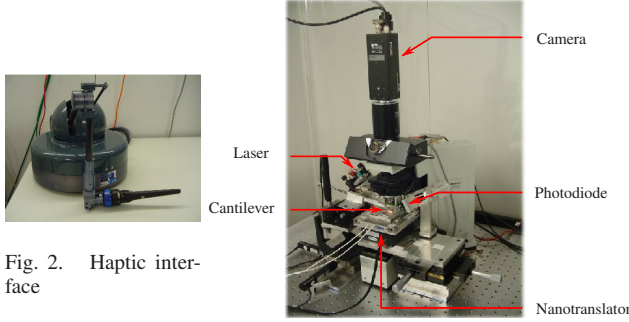 Camera
Laser
Cantilever
Photodiode
Nanotranslator
Fig. 2. Haptic inter-
face